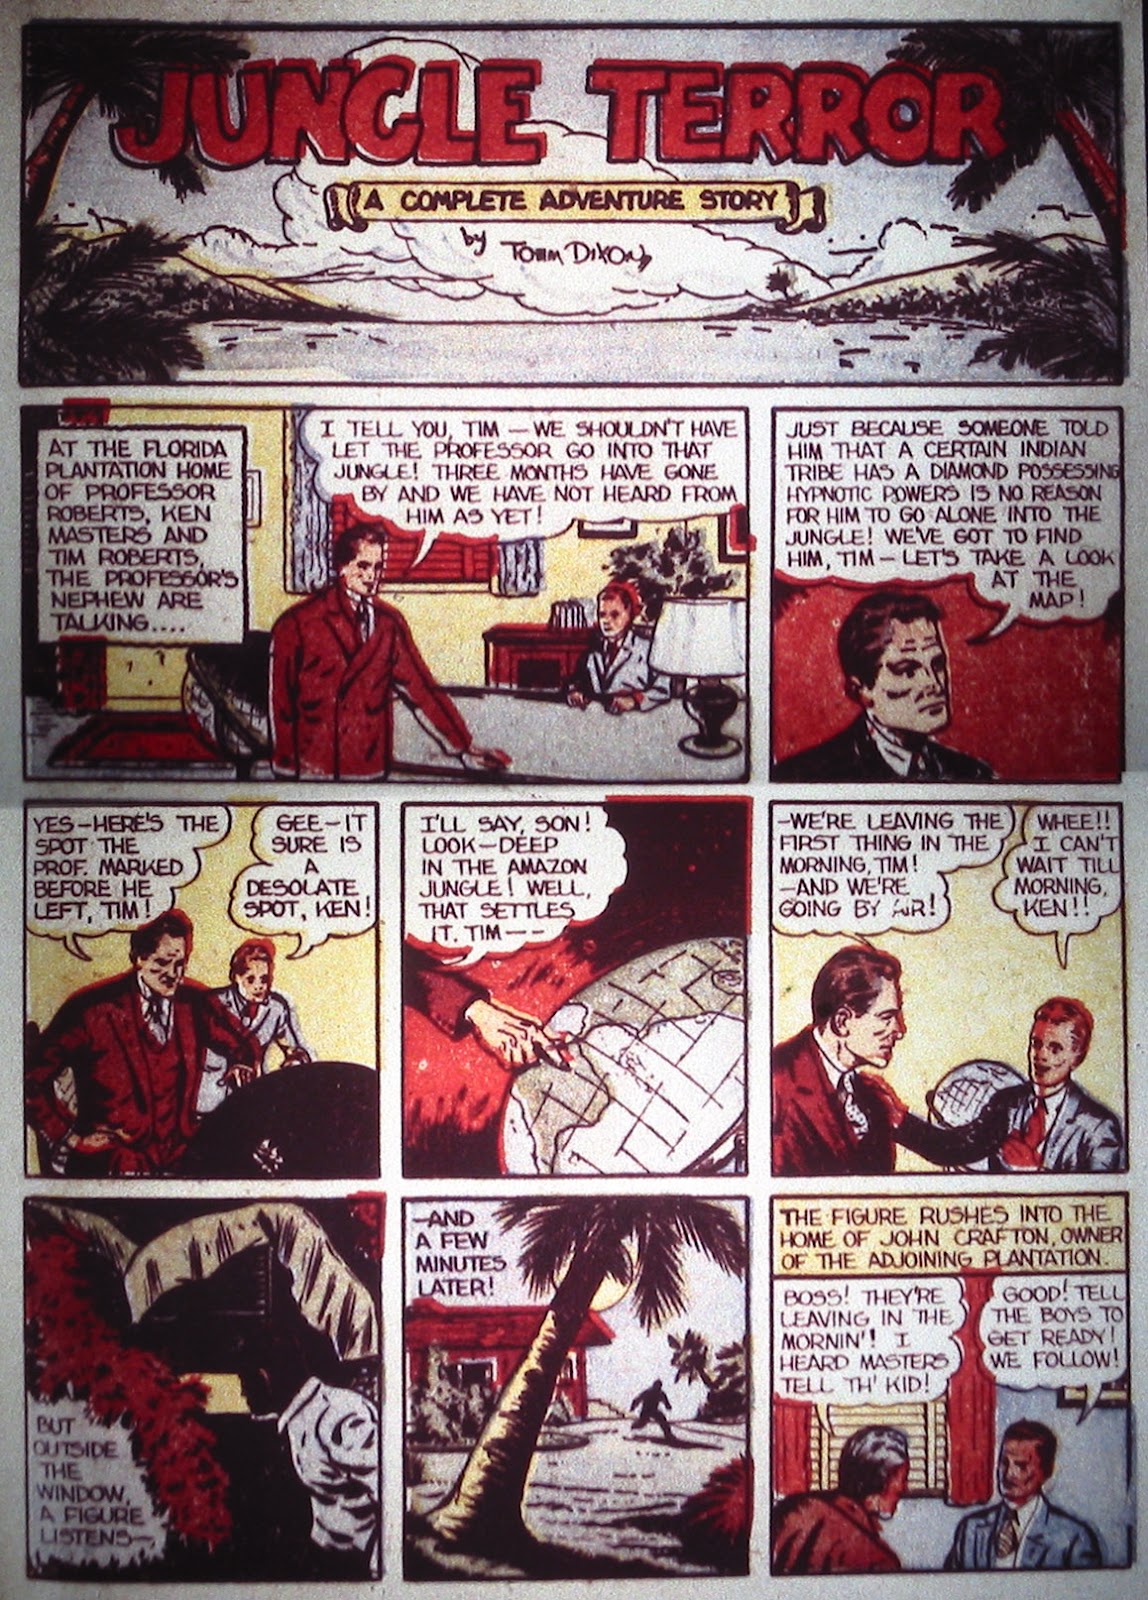 JUNGLE TERROR
A COMPLETE ADVENTURE STORY
by TOHM DIXON
AT THE FLORIDA
PLANTATION HOME
OF PROFESSOR
ROBERTS, KEN
MASTERS AND
TIM ROBERTS,
THE PROFESSOR'S
NEPHEW ARE
TALKING....
I TELL YOU, TIM — WE SHOULDN'T HAVE
LET THE PROFESSOR GO INTO THAT
JUNGLE! THREE MONTHS HAVE GONE
BY AND WE HAVE NOT HEARD FROM
HIM AS YET!
JUST BECAUSE SOMEONE TOLD
HIM THAT A CERTAIN INDIAN
TRIBE HAS A DIAMOND POSSESSING
HYPNOTIC POWERS IS NO REASON
FOR HIM TO GO ALONE INTO THE
JUNGLE! WE'VE GOT TO FIND
HIM, TIM — LET'S TAKE A LOOK
AT THE
MAP!
YES—HERE'S THE
SPOT THE
PROF. MARKED
BEFORE HE
LEFT, TIM!
GEE—IT
SURE IS
A
DESOLATE
SPOT, KEN!
I'LL SAY, SON!
LOOK—DEEP
IN THE AMAZON
JUNGLE! WELL,
THAT SETTLES
IT. TIM——
—WE'RE LEAVING THE
FIRST THING IN THE
MORNING, TIM!
—AND WE'RE
GOING BY AIR!
WHEE!!
I CAN'T
WAIT TILL
MORNING,
KEN!!
BUT
OUTSIDE
THE
WINDOW,
A FIGURE
LISTENS—
—AND
A FEW
MINUTES
LATER!
THE FIGURE RUSHES INTO THE
HOME OF JOHN CRAFTON, OWNER
OF THE ADJOINING PLANTATION.
BOSS! THEY'RE
LEAVING IN THE
MORNIN'! I
HEARD MASTERS
TELL TH' KID!
GOOD! TELL
THE BOYS TO
GET READY!
WE FOLLOW!